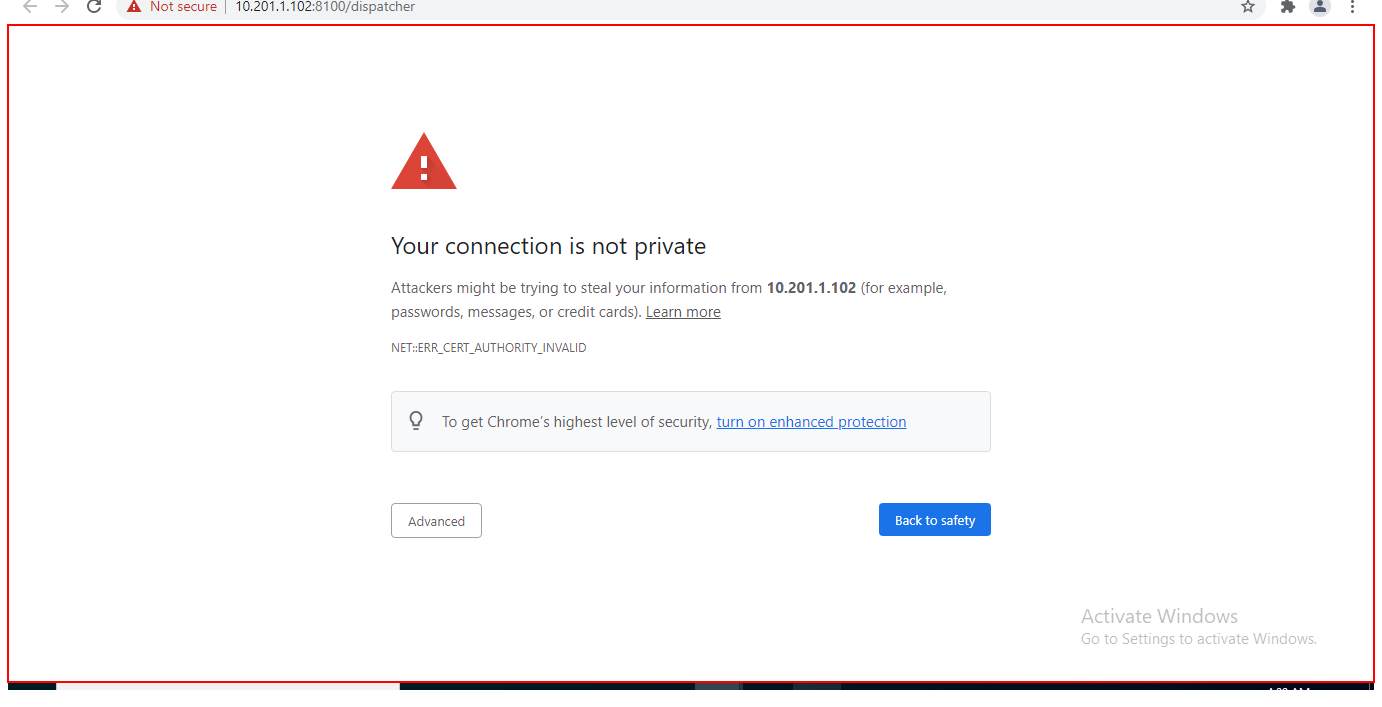 Not secure | 10.201.1.102:8100/dispatcher
Your connection is not private
Attackers might be trying to steal your information from 10.201.1.102 (for example,
passwords, messages, or credit cards). Learn more
NET::ERR_CERT_AUTHORITY_INVALID
To get Chrome's highest level of security, turn on enhanced protection
Advanced
Back to safety
Activate Windows
Go to Settings to activate Windows.